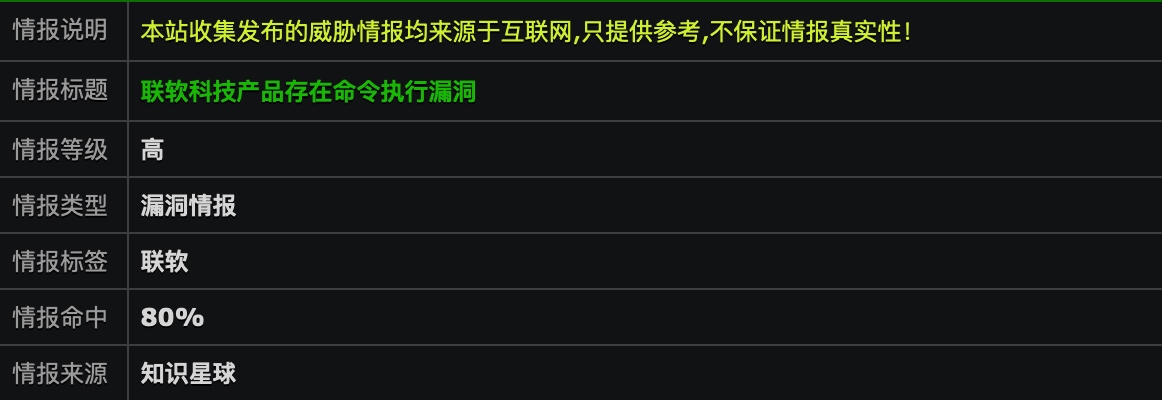 情报说明 本站收集发布的威胁情报均来源于互联网,只提供参考,不保证情报真实性!
情报标题 联软科技产品存在命令执行漏洞
情报等级 高
情报类型 漏洞情报
情报标签 联软
情报命中 80%
情报来源 知识星球